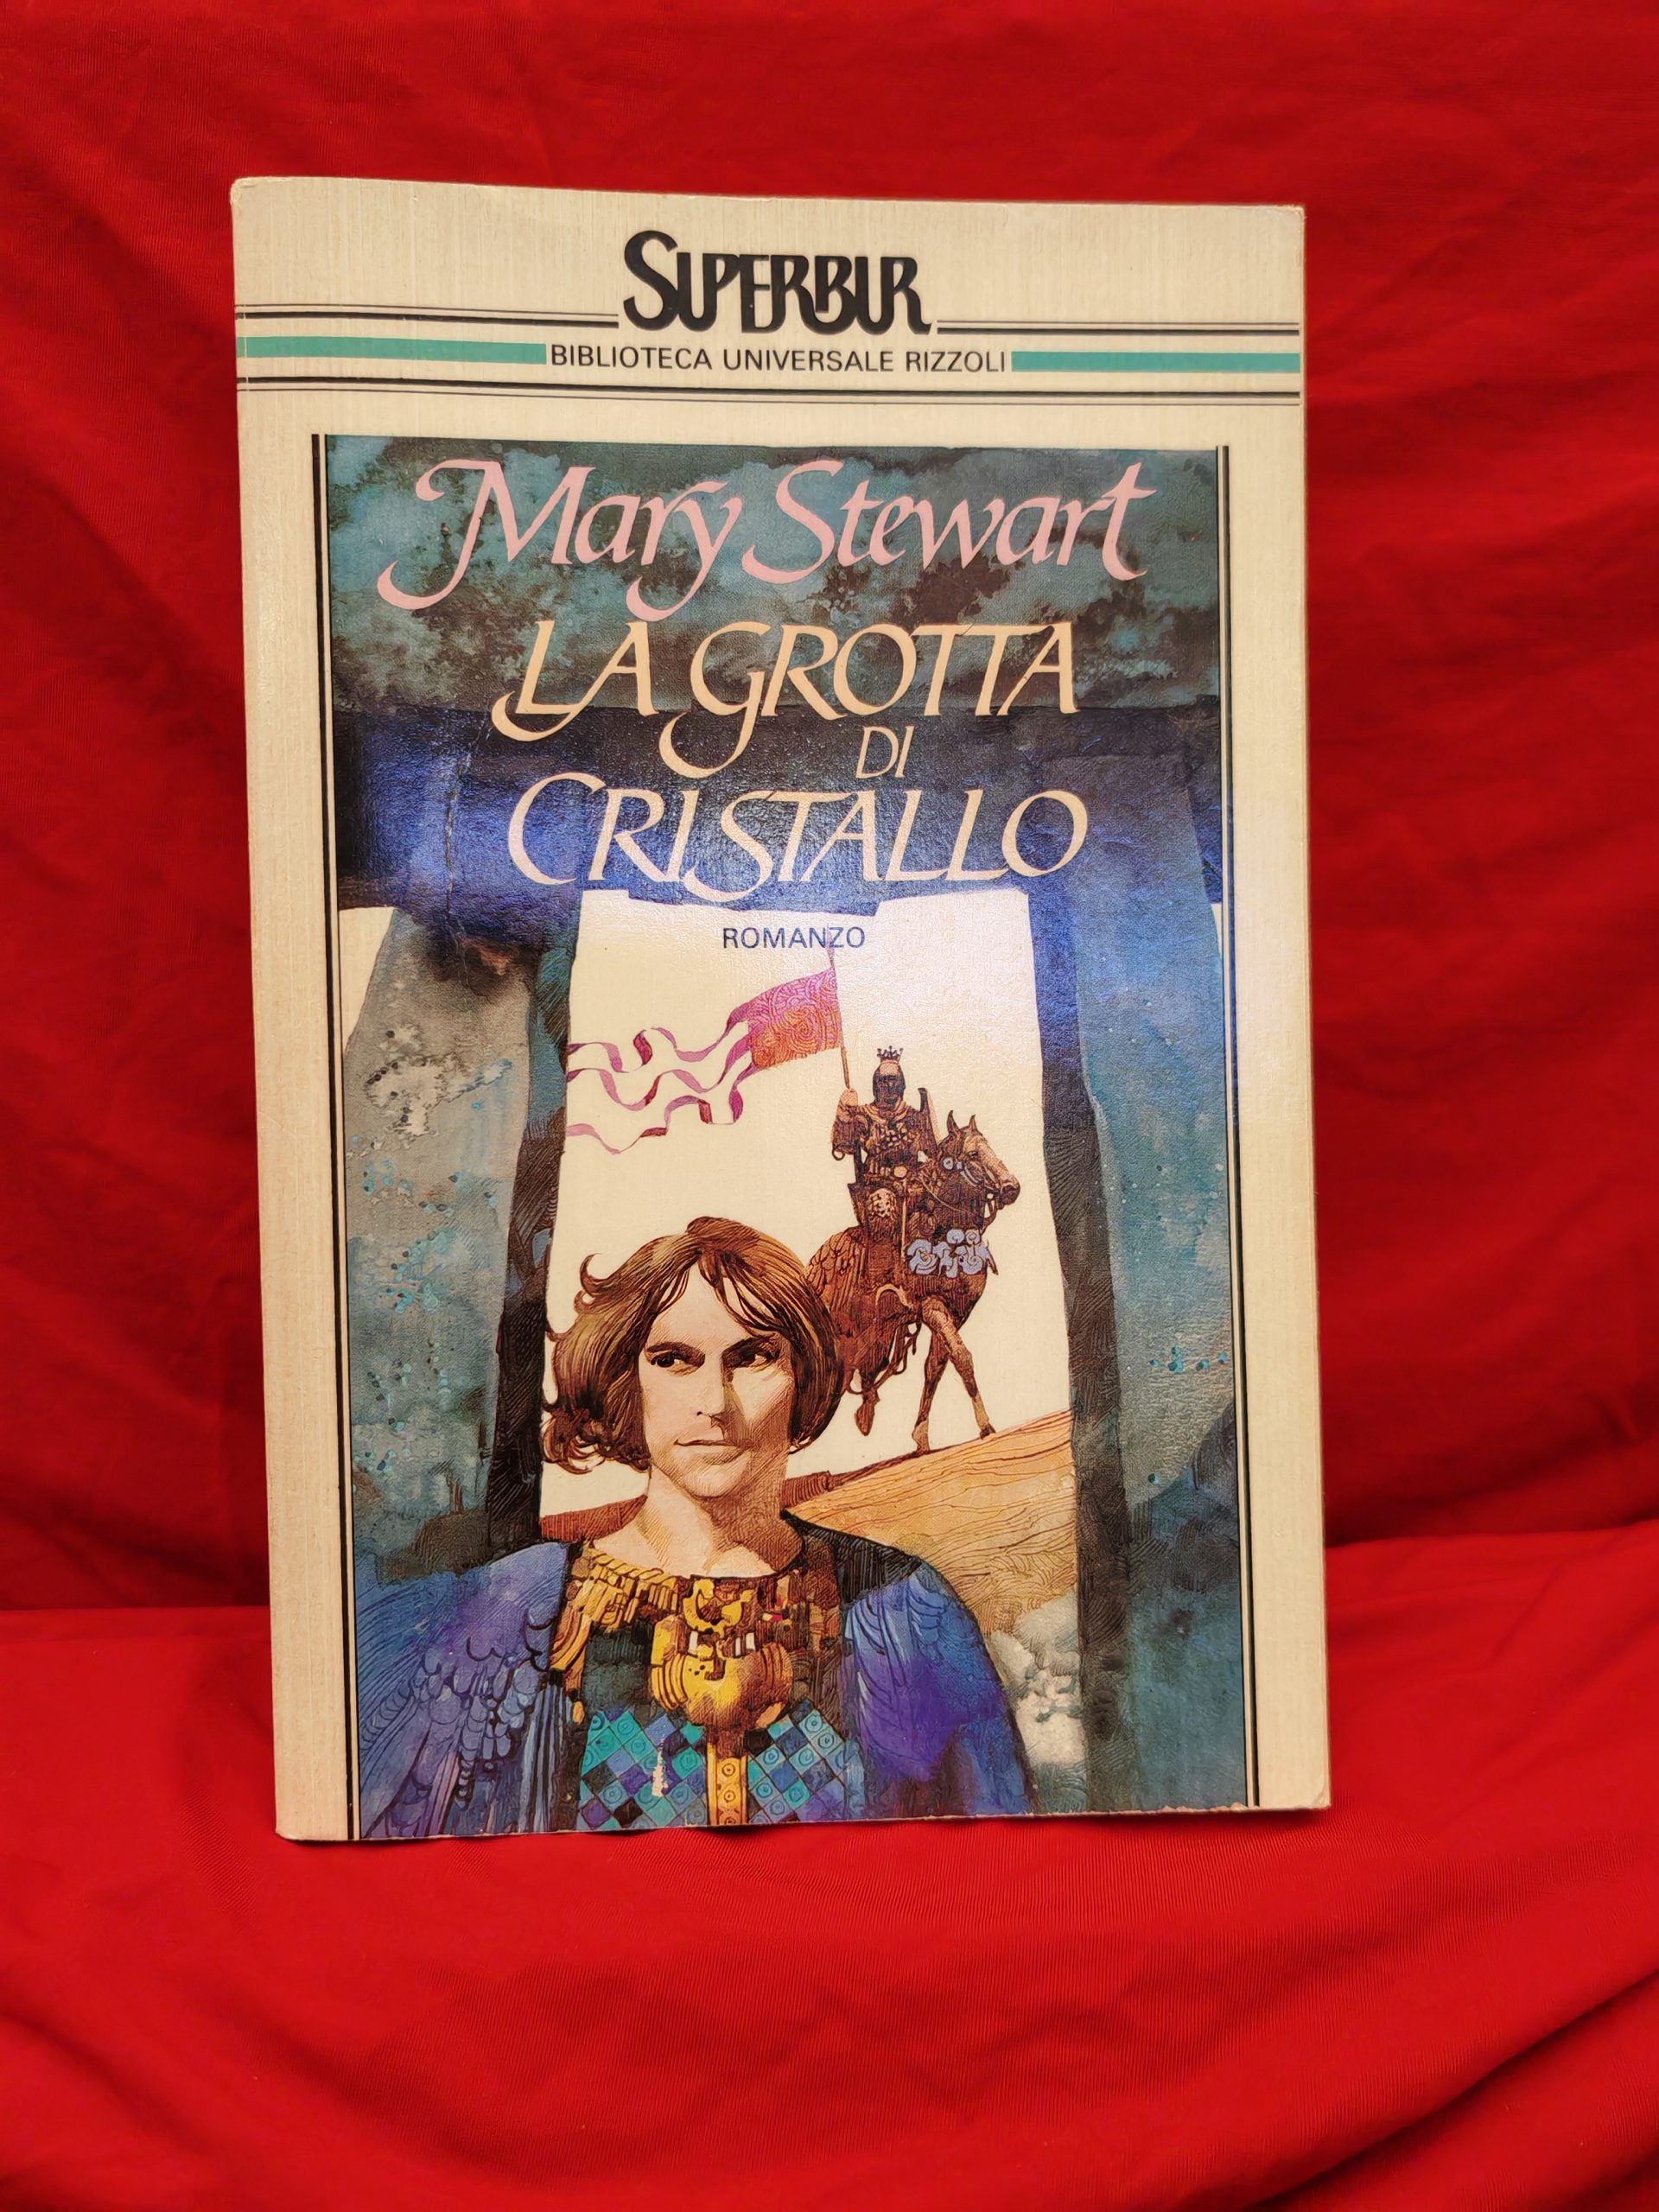 SUPERBUR
BIBLIOTECA UNIVERSALE RIZZOLI
Mary Stewart
LA GROTTA
DI
CRISTALLO
ROMANZO